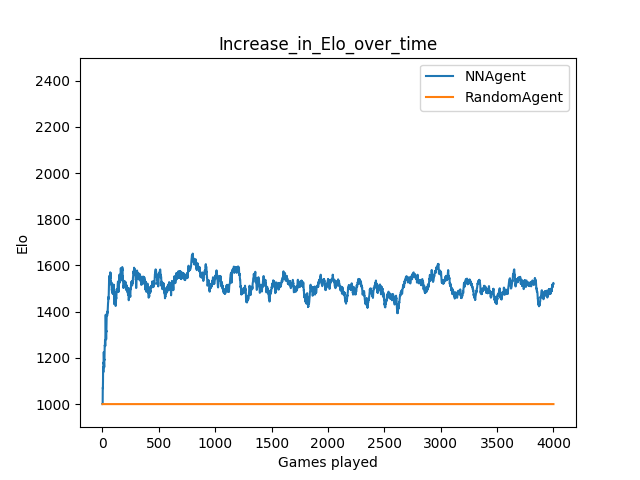 Increase_in_Elo_over_time
NNAgent
RandomAgent
2400
2200
2000
1800
1600
1400
1200
1000
Elo
0 500 1000 1500 2000 2500 3000 3500 4000
Games played